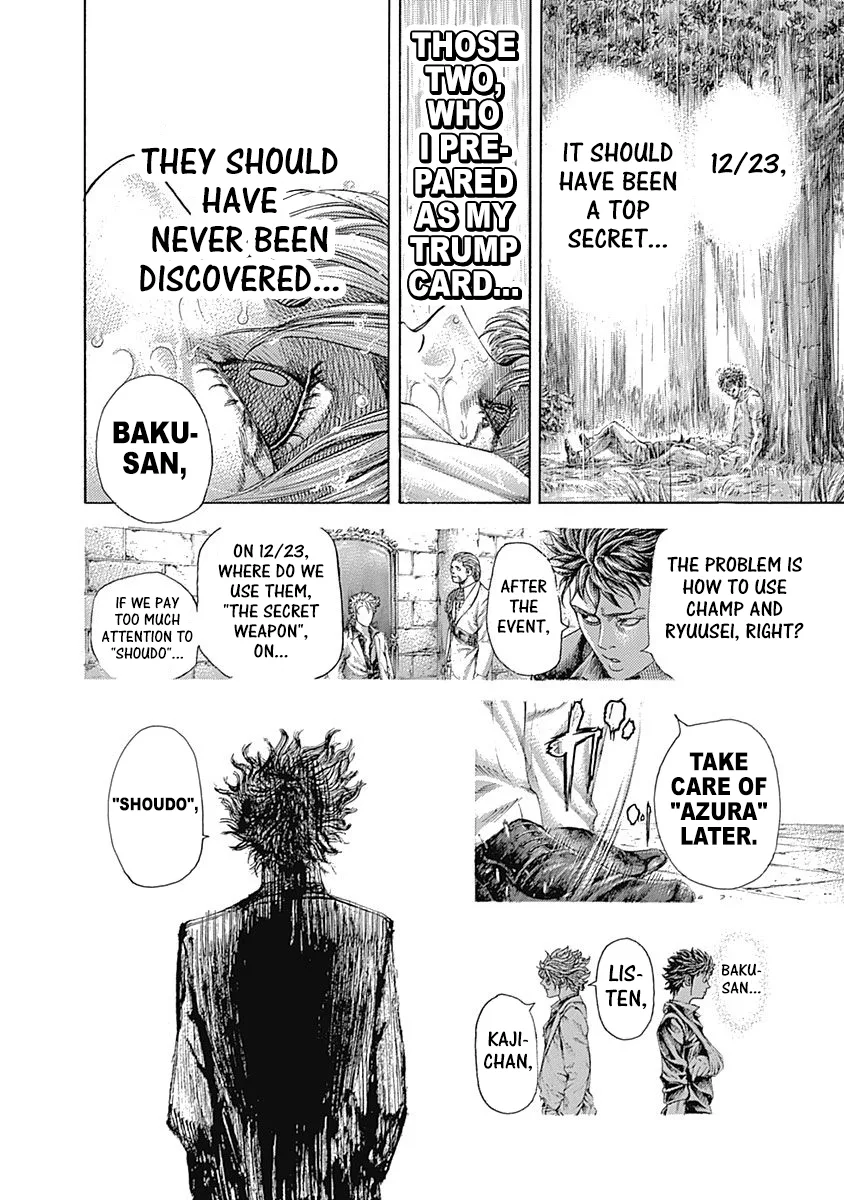 12/23,
IT SHOULD
HAVE BEEN
A TOP
SECRET...
THOSE
TWO,
WHO
I PRE-
PARED
AS MY
TRUMP
CARD...
THEY SHOULD
HAVE
NEVER BEEN
DISCOVERED...
BAKU-
SAN,
THE PROBLEM IS
HOW TO USE
CHAMP AND
RYUUSEI, RIGHT?
AFTER
THE
EVENT,
ON 12/23,
WHERE DO WE
USE THEM,
"THE SECRET
WEAPON",
ON...
IF WE PAY
TOO MUCH
ATTENTION TO
"SHOUDO"...
TAKE
CARE OF
"AZURA"
LATER.
BAKU-
SAN...
LIS-
TEN,
KAJI-
CHAN,
"SHOUDO",